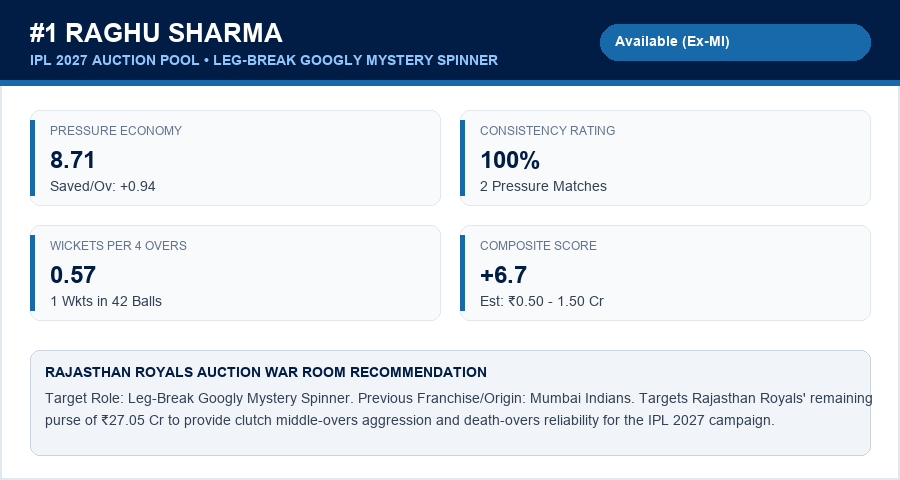 #1 RAGHU SHARMA
Available (Ex-MI)
IPL 2027 AUCTION POOL • LEG-BREAK GOOGLY MYSTERY SPINNER
PRESSURE ECONOMY
8.71
Saved/Ov: +0.94
CONSISTENCY RATING
100%
2 Pressure Matches
WICKETS PER 4 OVERS
0.57
1 Wkts in 42 Balls
COMPOSITE SCORE
+6.7
Est: ₹0.50 - 1.50 Cr
RAJASTHAN ROYALS AUCTION WAR ROOM RECOMMENDATION
Target Role: Leg-Break Googly Mystery Spinner. Previous Franchise/Origin: Mumbai Indians. Targets Rajasthan Royals' remaining
purse of ₹27.05 Cr to provide clutch middle-overs aggression and death-overs reliability for the IPL 2027 campaign.